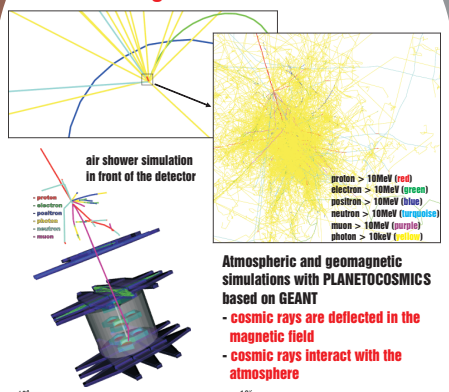 air shower simulation
in front of the detector
- proton
- electron
- positron
- photon
- neutron
- muon
proton > 10MeV (red)
electron > 10MeV (green)
positron > 10MeV (blue)
neutron > 10MeV (turquoise)
muon > 10MeV (purple)
photon > 10keV (yellow)
Atmospheric and geomagnetic
simulations with PLANETOCOSMICS
based on GEANT
- cosmic rays are deflected in the
magnetic field
- cosmic rays interact with the
atmosphere